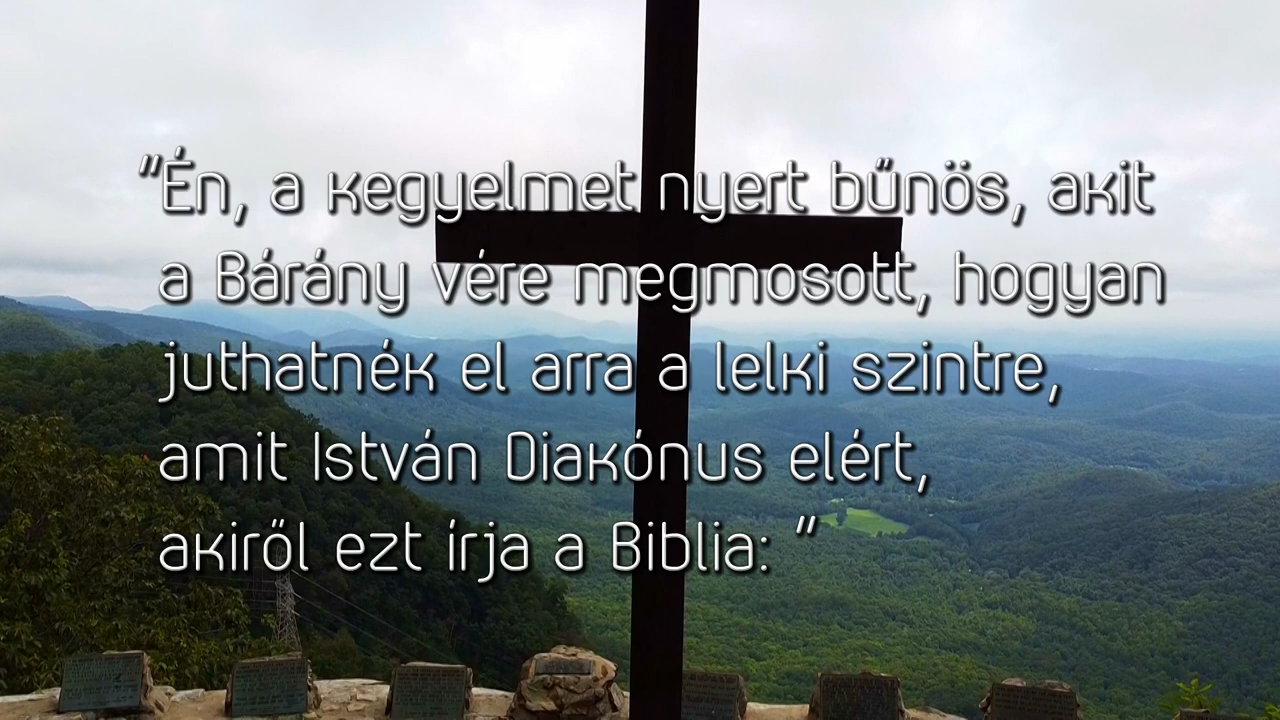 "Én, a kegyelmet nyert bűnös, akit
a Bárány vére megmosott, hogyan
juthatnék el arra a lelki szintre,
amit István Diakónus elért,
akiről ezt írja a Biblia: "